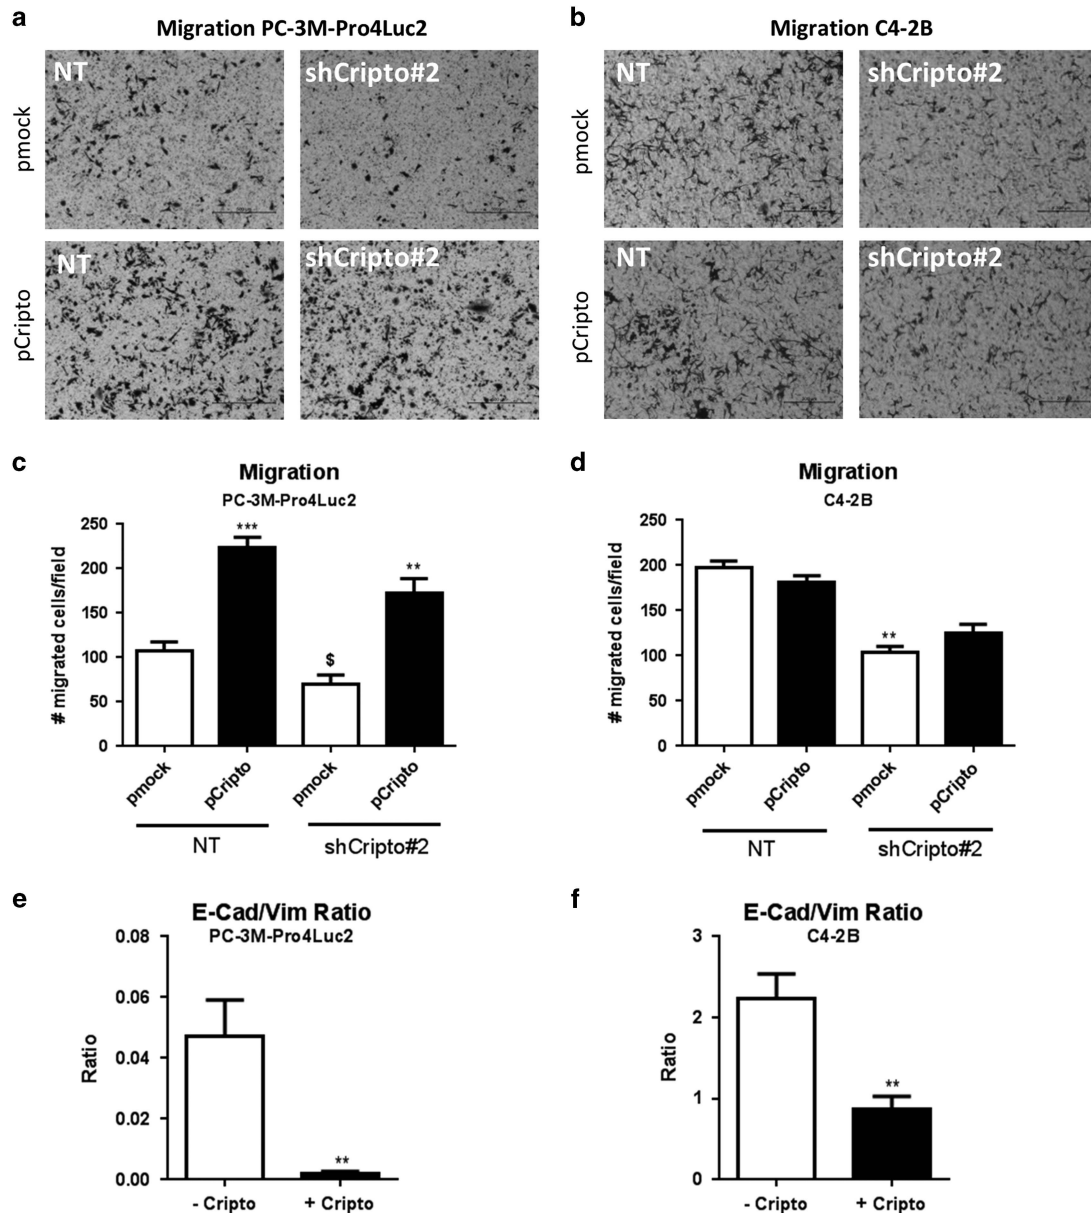 a
Migration PC-3M-Pro4Luc2
NT
shCripto#2
pmock
NT
shCripto#2
pCripto
b
Migration C4-2B
NT
shCripto#2
pmock
NT
shCripto#2
pCripto
c
Migration
PC-3M-Pro4Luc2
# migrated cells/field
250
200
150
100
50
0
***
$
**
pmock
pCripto
pmock
pCripto
NT
shCripto#2
d
Migration
C4-2B
# migrated cells/field
250
200
150
100
50
0
**
pmock
pCripto
pmock
pCripto
NT
shCripto#2
e
E-Cad/Vim Ratio
PC-3M-Pro4Luc2
Ratio
0.08
0.06
0.04
0.02
0.00
**
- Cripto
+ Cripto
f
E-Cad/Vim Ratio
C4-2B
Ratio
3
2
1
0
**
- Cripto
+ Cripto